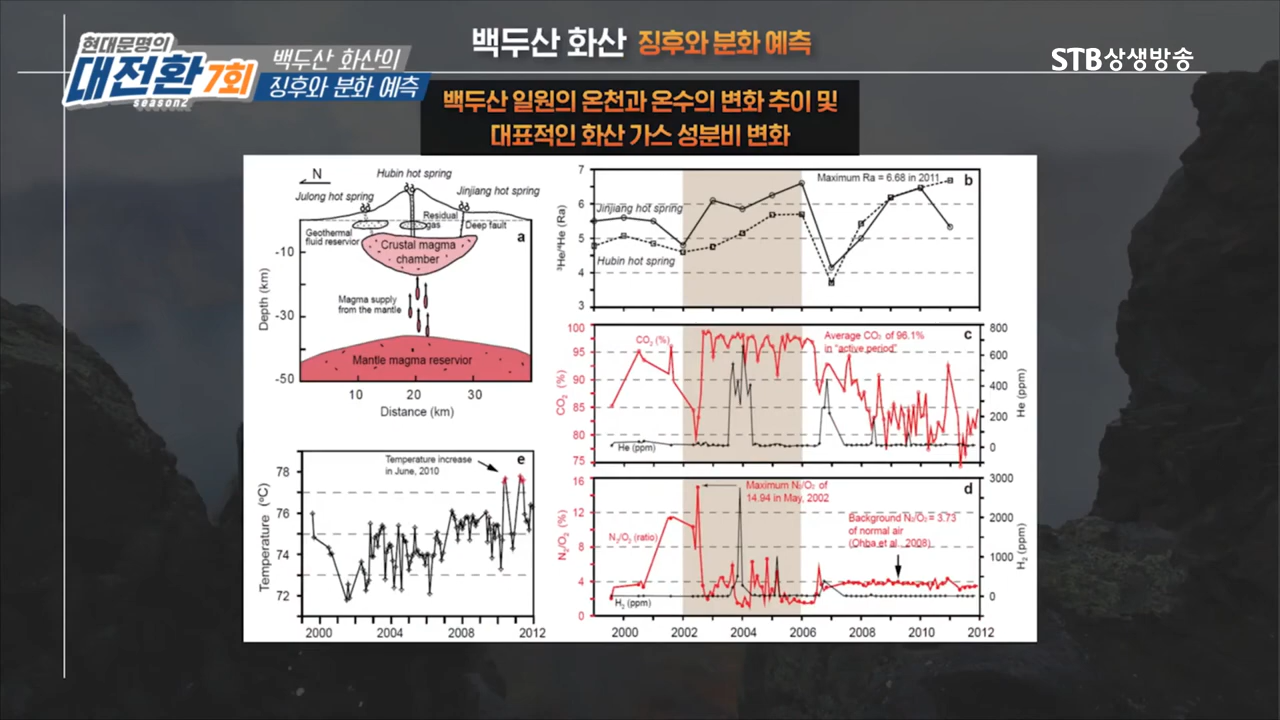 현대문명의
대전환 7회
season2
백두산 화산의
징후와 분화 예측
백두산 화산 징후와 분화 예측
STB상생방송
백두산 일원의 온천과 온수의 변화 추이 및
대표적인 화산 가스 성분비 변화
N
Hubin hot spring
Julong hot spring
Jinjiang hot spring
Residual
gas
Deep fault
Geothermal
fluid reservior
a
Crustal magma
chamber
Magma supply
from the mantle
Mantle magma reservior
Depth (km)
-10
-30
-50
10 20 30
Distance (km)
b
Maximum Ra = 6.68 in 2011
Jinjiang hot spring
Hubin hot spring
³He/⁴He (Ra)
7
6
5
4
3
c
CO₂ (%)
Average CO₂ of 96.1%
in "active period"
He (ppm)
CO₂ (%)
100
95
90
85
80
75
800
600
400
200
0
He (ppm)
d
Maximum N₂/O₂ of
14.94 in May, 2002
N₂/O₂ (ratio)
Background N₂/O₂ = 3.73
of normal air
(Ohba et al., 2008)
H₂ (ppm)
N₂/O₂ (%)
16
12
8
4
0
3000
2000
1000
0
H₂ (ppm)
2000 2002 2004 2006 2008 2010 2012
e
Temperature increase
in June, 2010
Temperature (°C)
78
76
74
72
2000 2004 2008 2012